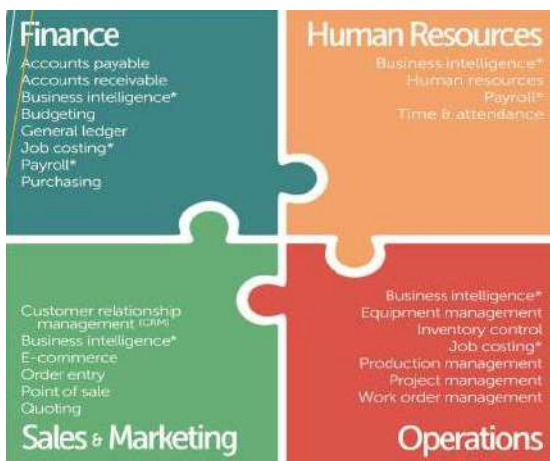 Finance
Accounts payable
Accounts receivable
Business intelligence*
Budgeting
General ledger
Job costing*
Payroll*
Purchasing
Human Resources
Business intelligence*
Human resources
Payroll*
Time & attendance
Customer relationship
management (CRM)
Business intelligence*
E-commerce
Order entry
Point of sale
Quoting
Sales & Marketing
Business intelligence*
Equipment management
Inventory control
Job costing*
Production management
Project management
Work order management
Operations